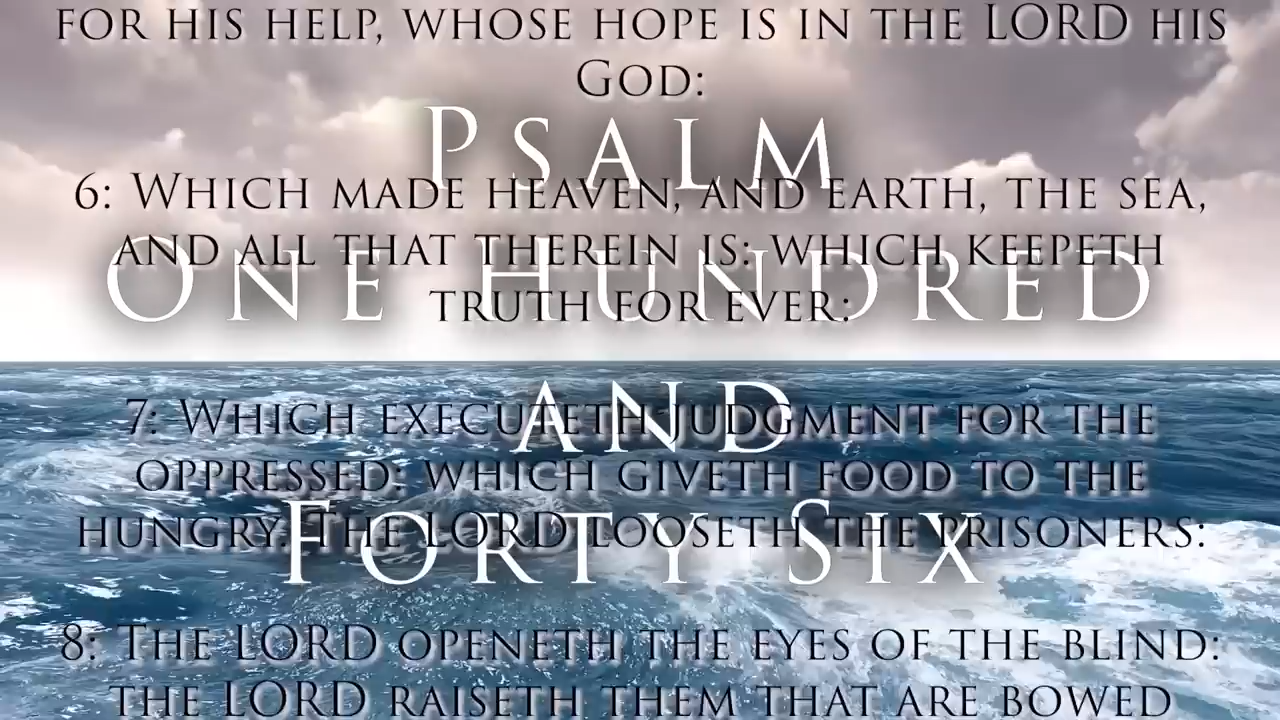 FOR HIS HELP, WHOSE HOPE IS IN THE LORD HIS
GOD:
PSALM
6: WHICH MADE HEAVEN, AND EARTH, THE SEA,
AND ALL THAT THEREIN IS: WHICH KEEPETH
ONE HUNDRED
TRUTH FOR EVER:
AND
7: WHICH EXECUTETH JUDGMENT FOR THE
OPPRESSED: WHICH GIVETH FOOD TO THE
HUNGRY. THE LORD LOOSETH THE PRISONERS:
FORTY SIX
8: THE LORD OPENETH THE EYES OF THE BLIND:
THE LORD RAISETH THEM THAT ARE BOWED